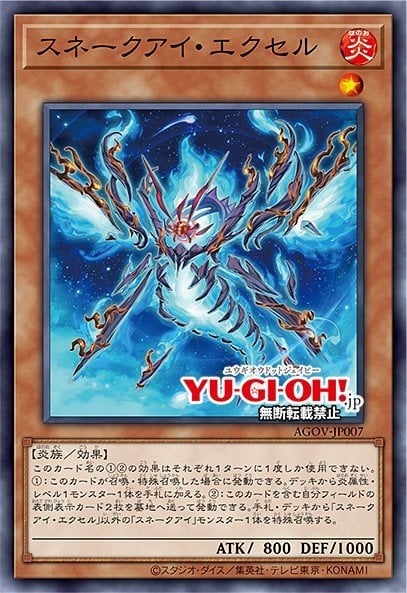 スネークアイ・エクセル
ほのお
炎
ユウギオウドットジェイピー
YU-GI-OH!.jp
無断転載禁止
AGOV-JP007
【炎族／効果】
このカード名の①②の効果はそれぞれ１ターンに１度しか使用できない。
①：このカードが召喚・特殊召喚した場合に発動できる。デッキから炎属性・
レベル１モンスター１体を手札に加える。②：このカードを含む自分フィールドの
表側表示カード２枚を墓地へ送って発動できる。手札・デッキから「スネーク
アイ・エクセル」以外の「スネークアイ」モンスター１体を特殊召喚する。
ATK/ 800 DEF/1000
©スタジオ・ダイス／集英社・テレビ東京・KONAMI